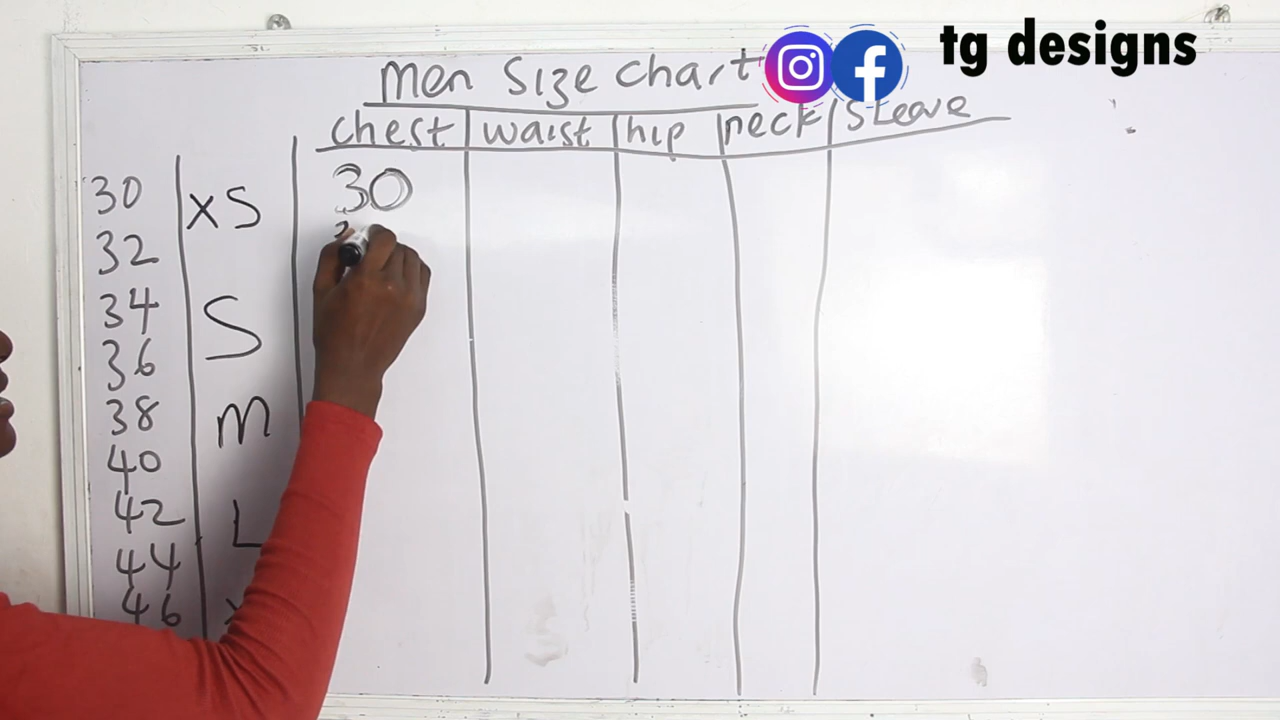 tg designs
men Size Chart
chest waist hip neck sleeve
30 XS 30
32
34 S
36
38 m
40
42 L
44
46